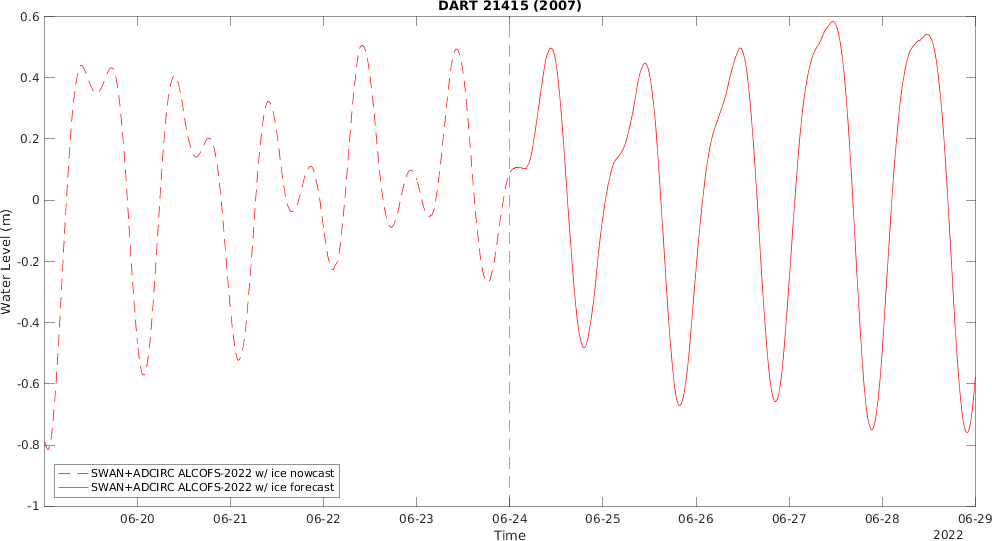 DART 21415 (2007)
0.6
0.4
0.2
0
-0.2
-0.4
-0.6
-0.8
-1
Water Level (m)
SWAN+ADCIRC ALCOFS-2022 w/ ice nowcast
SWAN+ADCIRC ALCOFS-2022 w/ ice forecast
06-20 06-21 06-22 06-23 06-24 06-25 06-26 06-27 06-28 06-29
Time
2022